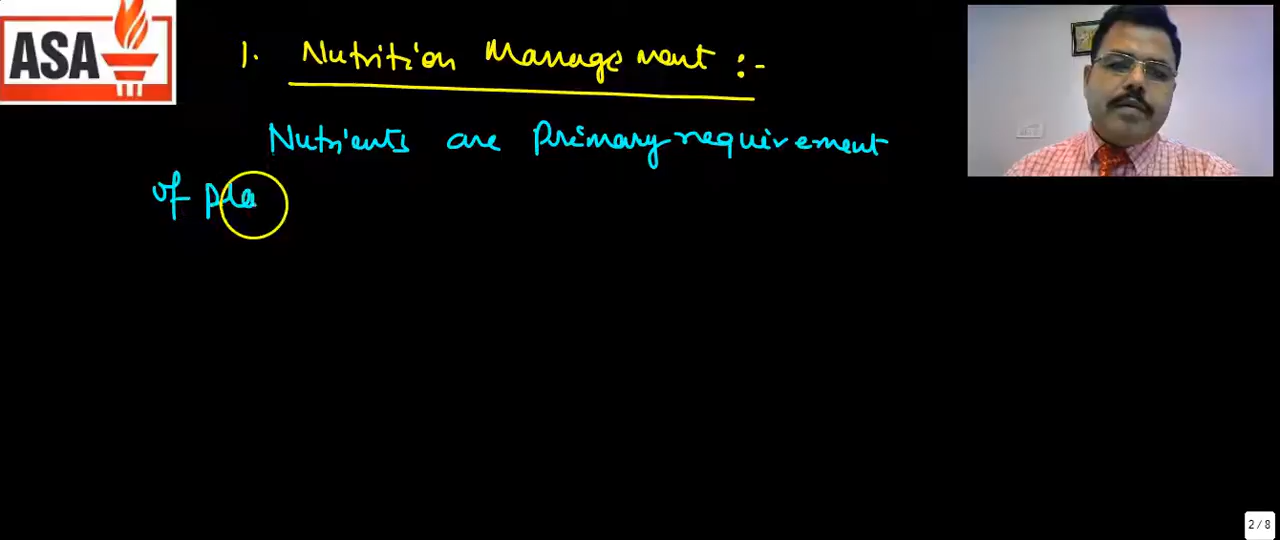 ASA
1. Nutrition Management :-
Nutrients are Primary requirement
of pla
2/8